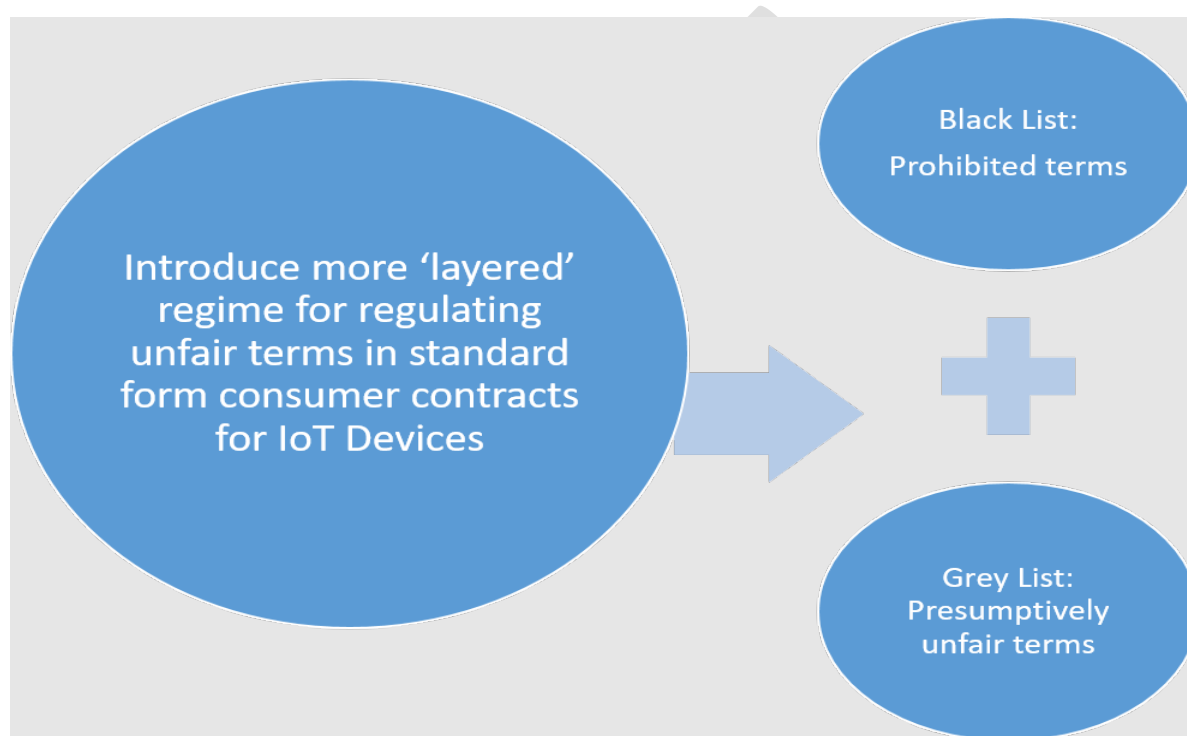 Introduce more ‘layered’
regime for regulating
unfair terms in standard
form consumer contracts
for IoT Devices
Black List:
Prohibited terms
Grey List:
Presumptively
unfair terms